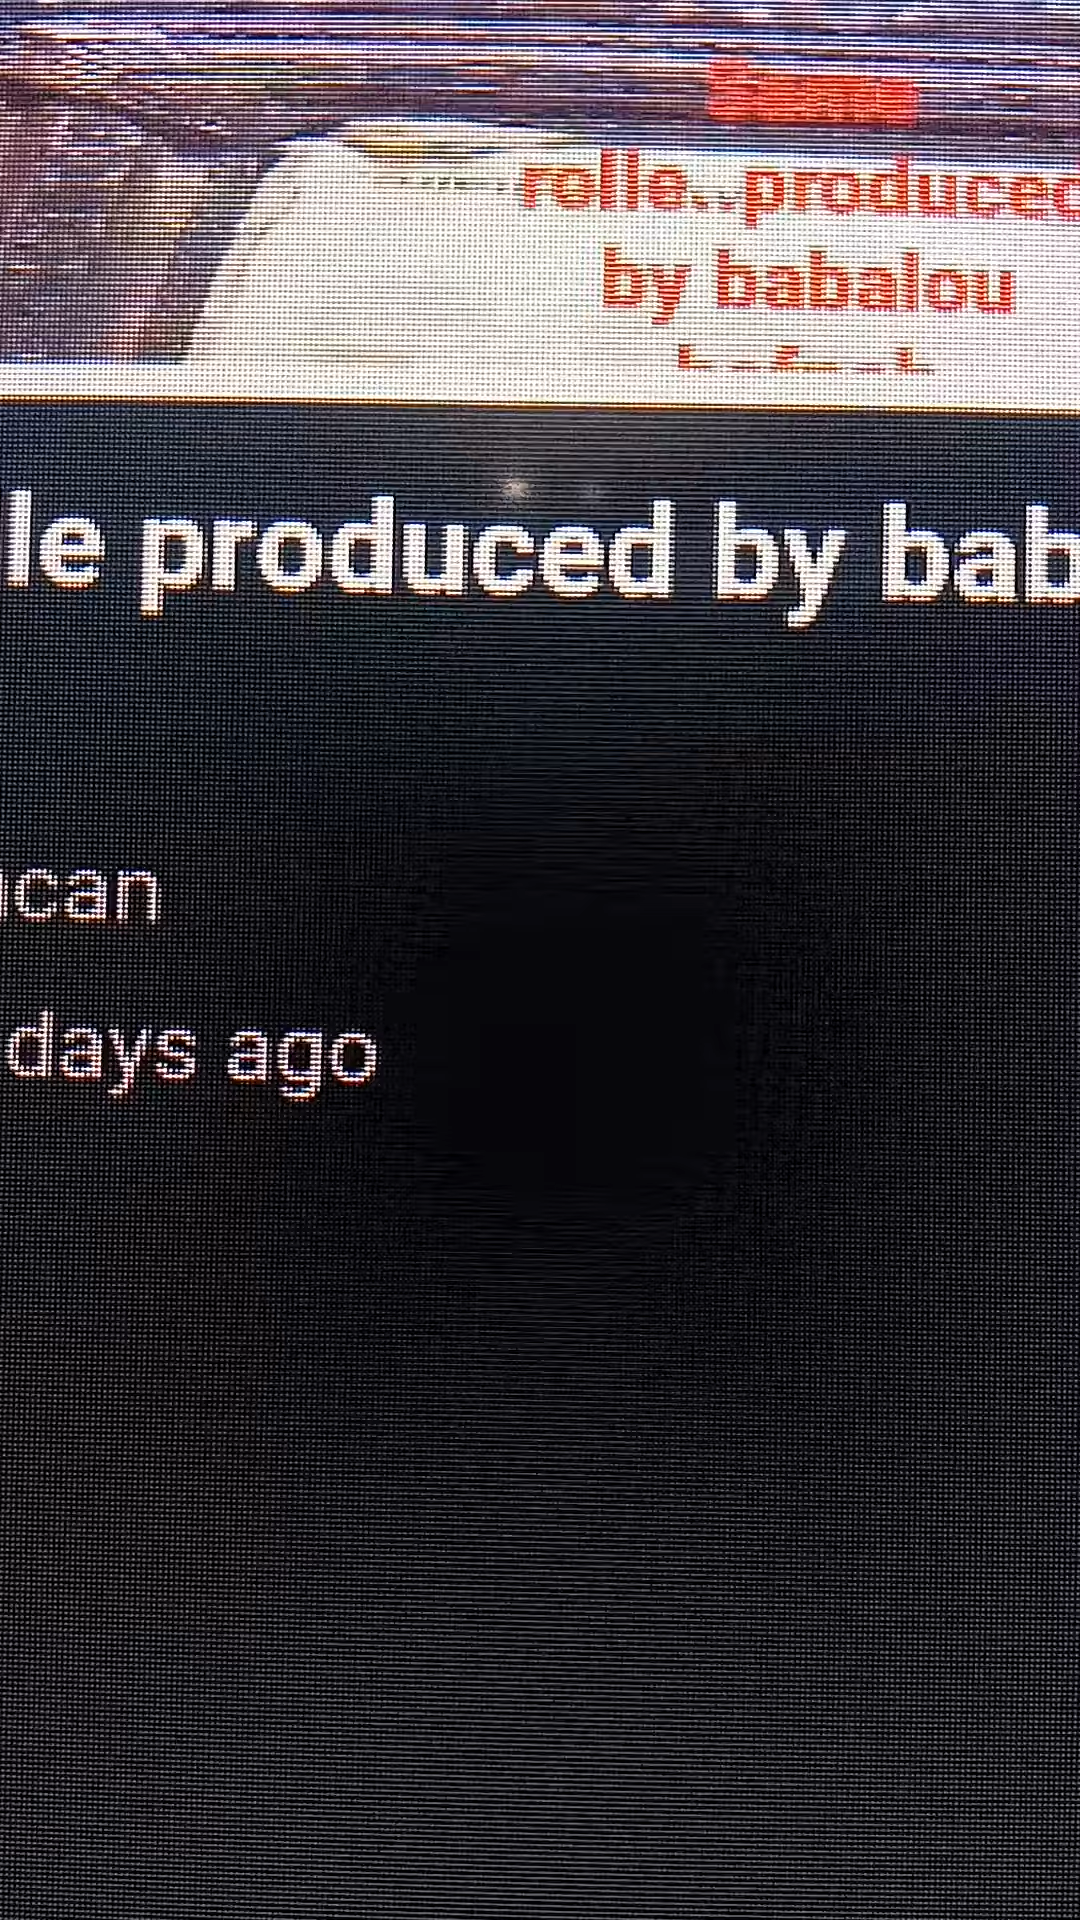 rolle..produced
by babalou
le produced by bab
can
days ago